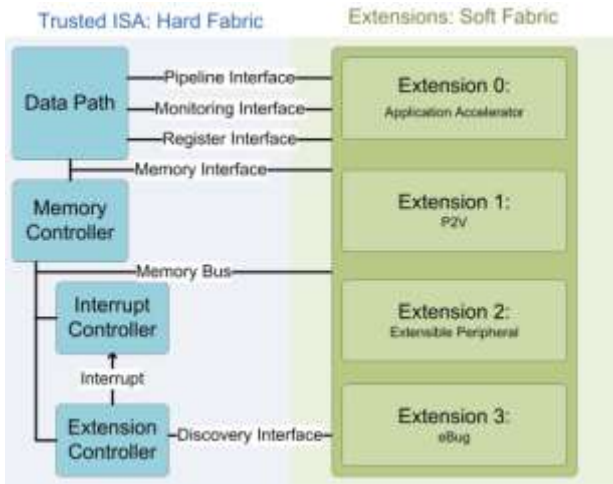 Trusted ISA: Hard Fabric
Extensions: Soft Fabric
Data Path
Pipeline Interface
Monitoring Interface
Register Interface
Memory Interface
Extension 0:
Application Accelerator
Memory
Controller
Extension 1:
P2V
Memory Bus
Interrupt
Controller
Extension 2:
Extensible Peripheral
Interrupt
Extension
Controller
Discovery Interface
Extension 3:
eBug